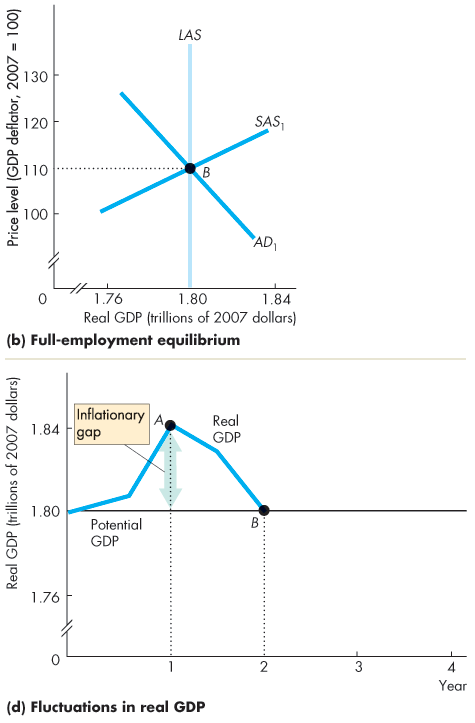 LAS
Price level (GDP deflator, 2007 = 100)
130
120
110
100
0
SAS1
B
AD1
1.76
1.80
1.84
Real GDP (trillions of 2007 dollars)
(b) Full-employment equilibrium
Real GDP (trillions of 2007 dollars)
1.84
1.80
1.76
0
Inflationary
gap
A
Real
GDP
Potential
GDP
B
1
2
3
4
Year
(d) Fluctuations in real GDP